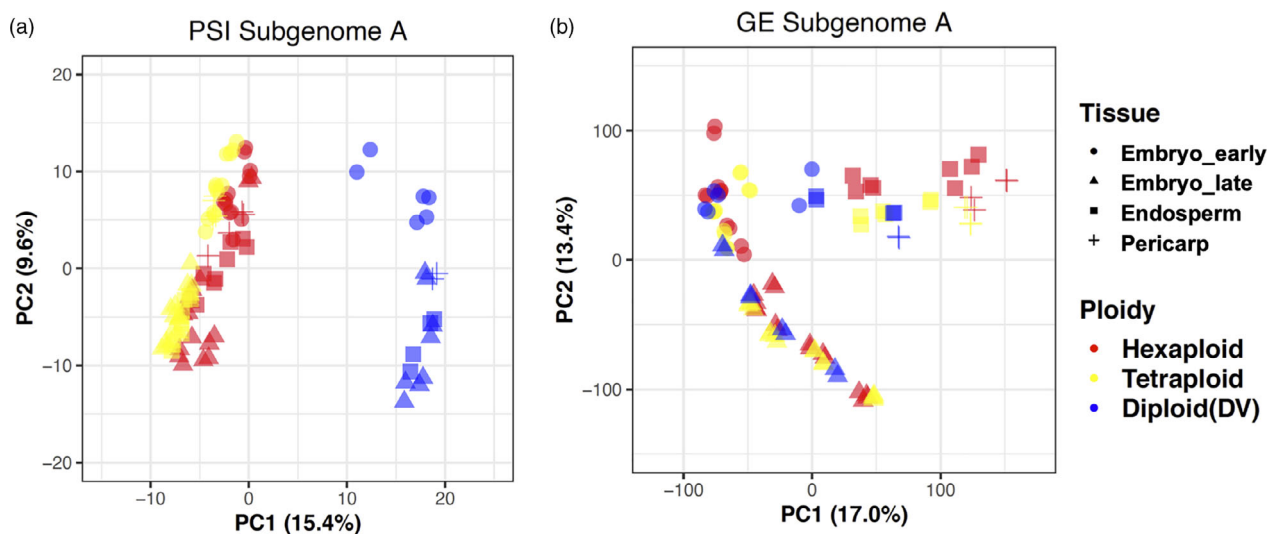 (a)
PSI Subgenome A
20
10
0
−10
−20
PC2 (9.6%)
−10
0
10
20
PC1 (15.4%)
(b)
GE Subgenome A
100
0
−100
PC2 (13.4%)
−100
0
100
PC1 (17.0%)
Tissue
Embryo_early
Embryo_late
Endosperm
Pericarp
Ploidy
Hexaploid
Tetraploid
Diploid(DV)